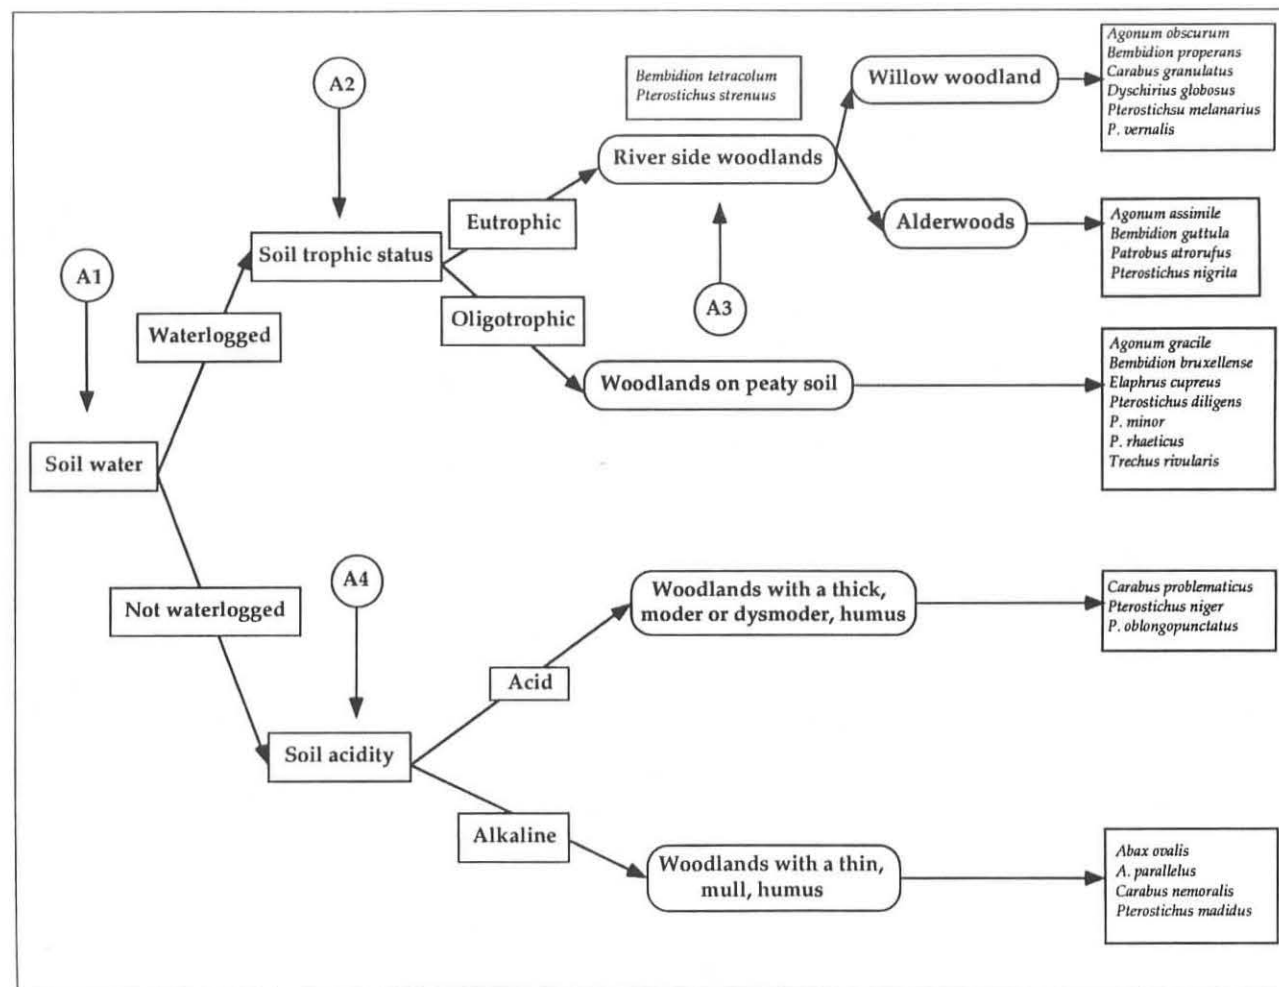 A2
Bembidion tetracolum
Pterostichus strenuus
Willow woodland
Agonum obscurum
Bembidion properans
Carabus granulatus
Dyschirius globosus
Pterostichsu melanarius
P. vernalis
River side woodlands
Eutrophic
Alderwoods
Agonum assimile
Bembidion guttula
Patrobus atrorufus
Pterostichus nigrita
A1
Soil trophic status
Waterlogged
Oligotrophic
A3
Woodlands on peaty soil
Agonum gracile
Bembidion bruxellense
Elaphrus cupreus
Pterostichus diligens
P. minor
P. rhaeticus
Trechus rivularis
Soil water
Not waterlogged
A4
Woodlands with a thick,
moder or dysmoder, humus
Carabus problematicus
Pterostichus niger
P. oblongopunctatus
Acid
Soil acidity
Alkaline
Woodlands with a thin,
mull, humus
Abax ovalis
A. parallelus
Carabus nemoralis
Pterostichus madidus